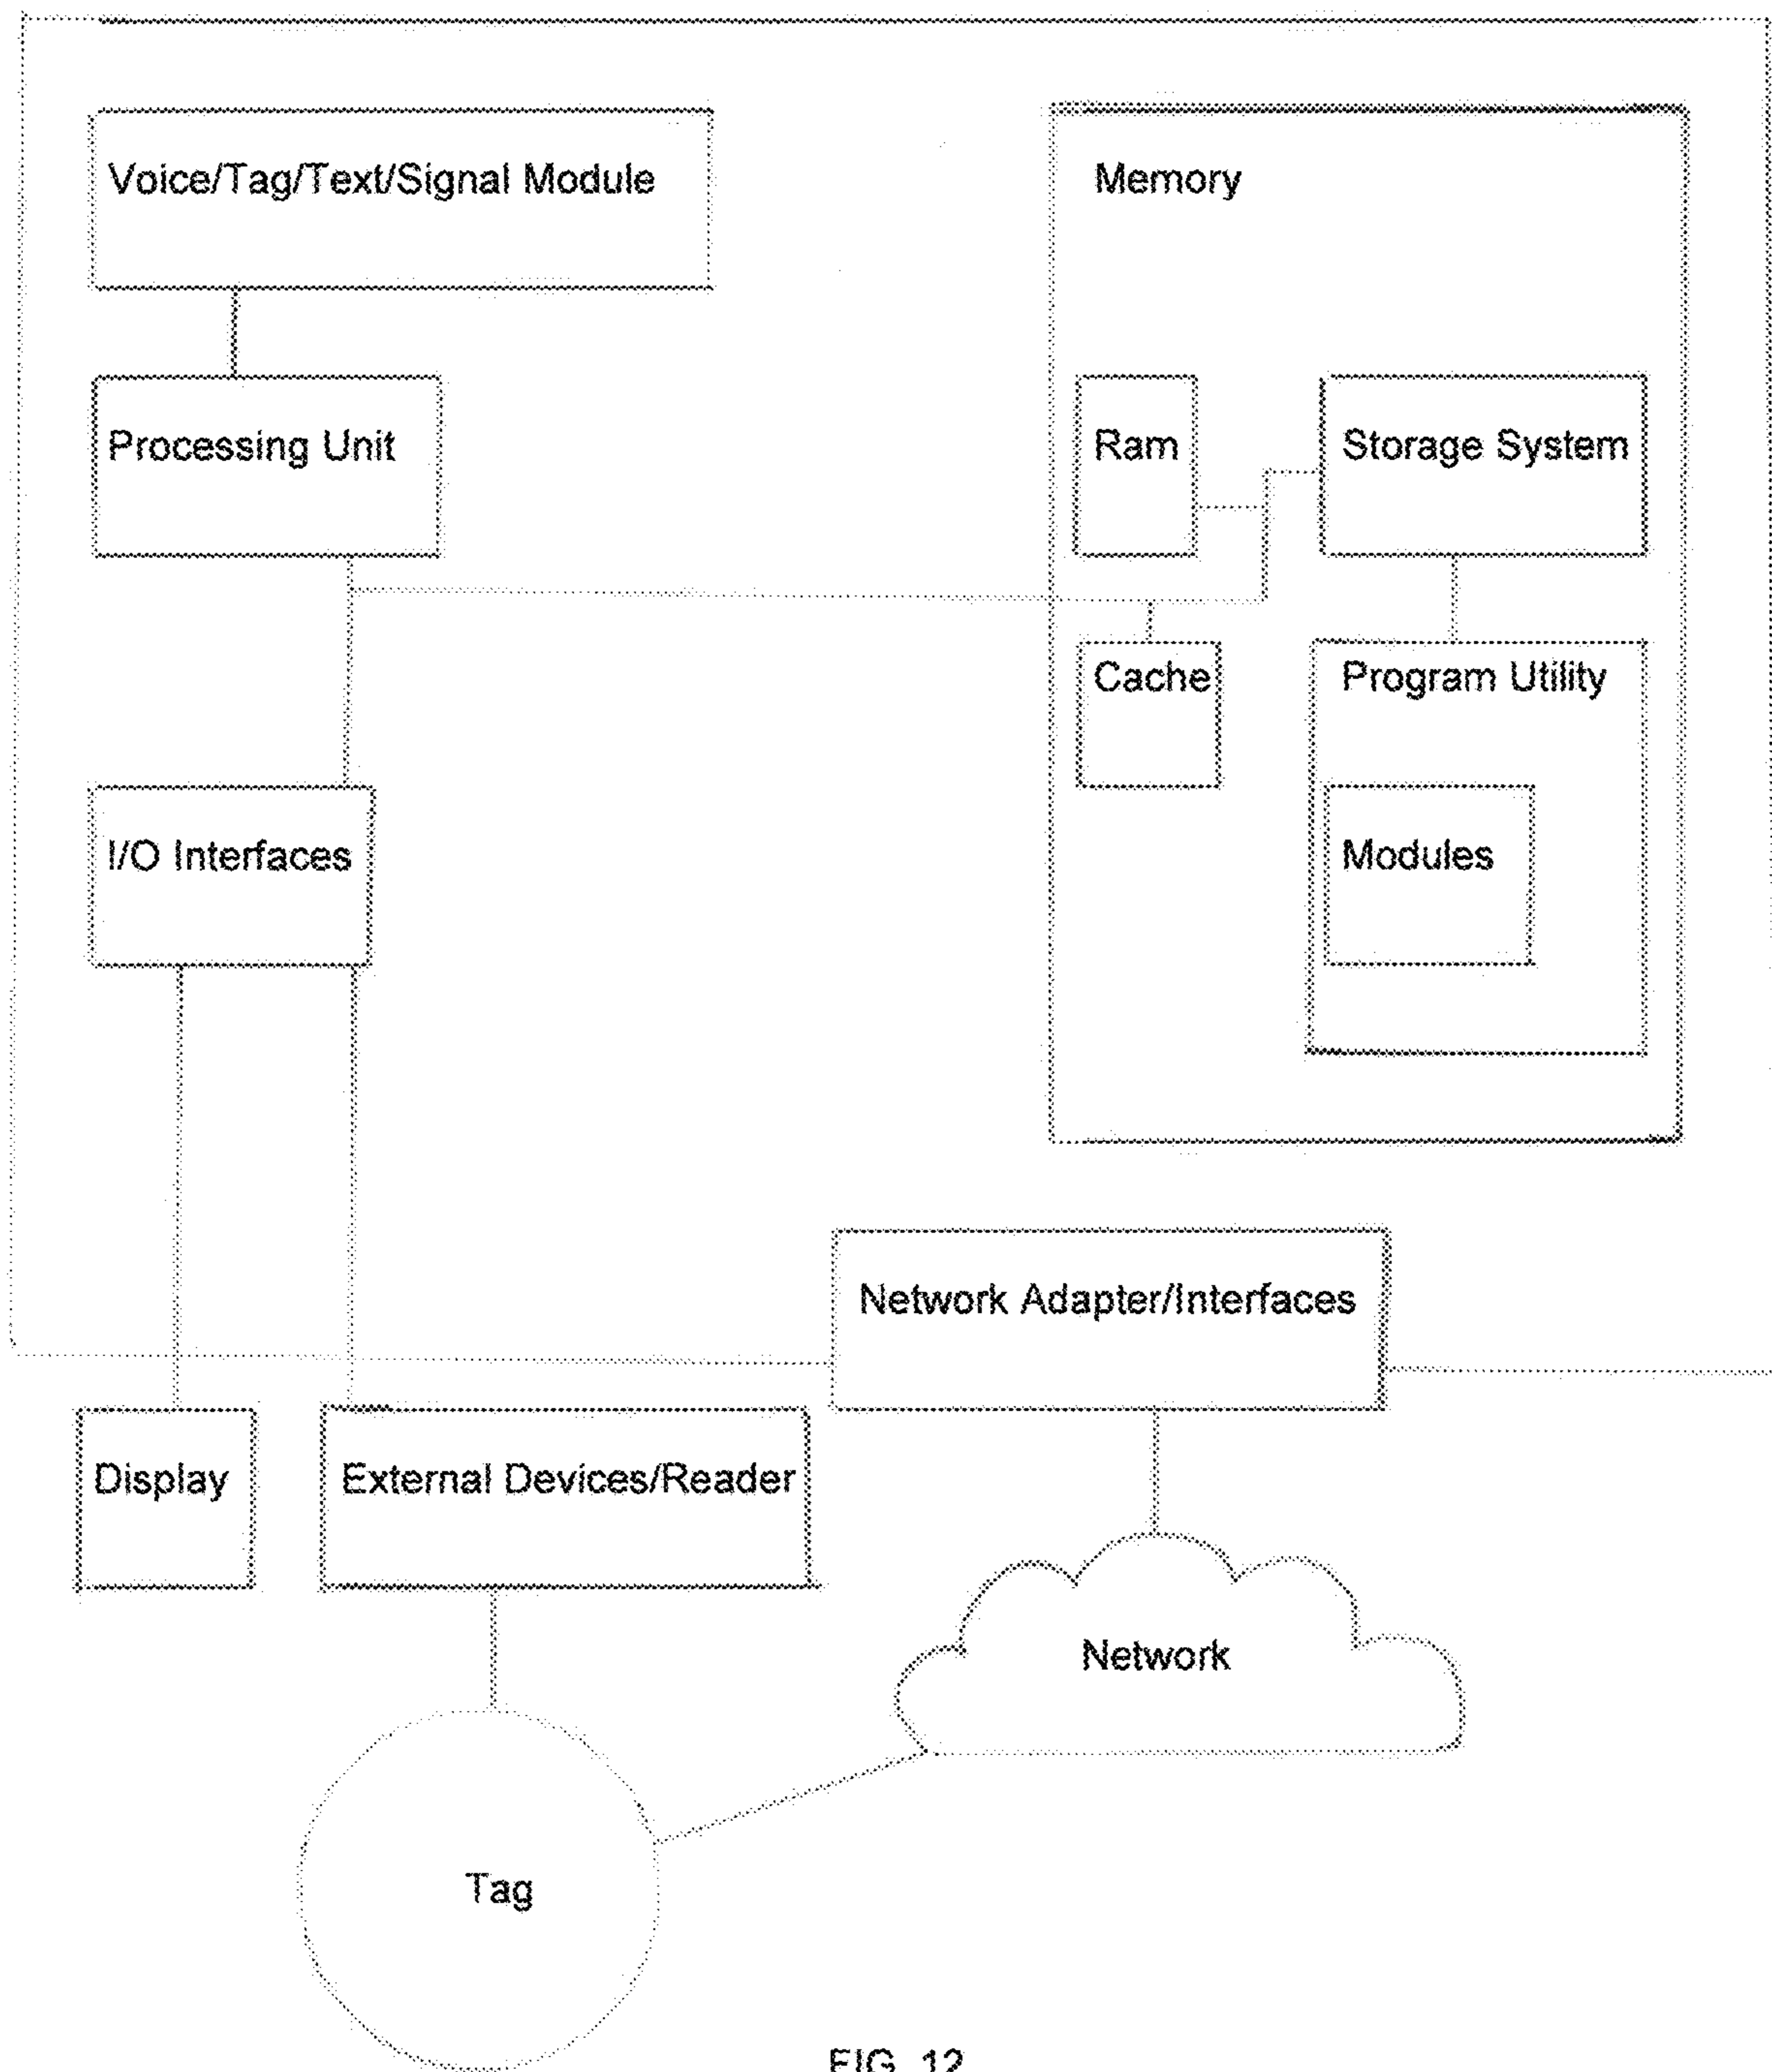 Voice/Tag/Text/Signal Module
Memory
Processing Unit
Ram
Storage System
Cache
Program Utility
I/O Interfaces
Modules
Network Adapter/Interfaces
Display
External Devices/Reader
Network
Tag
FIG. 12